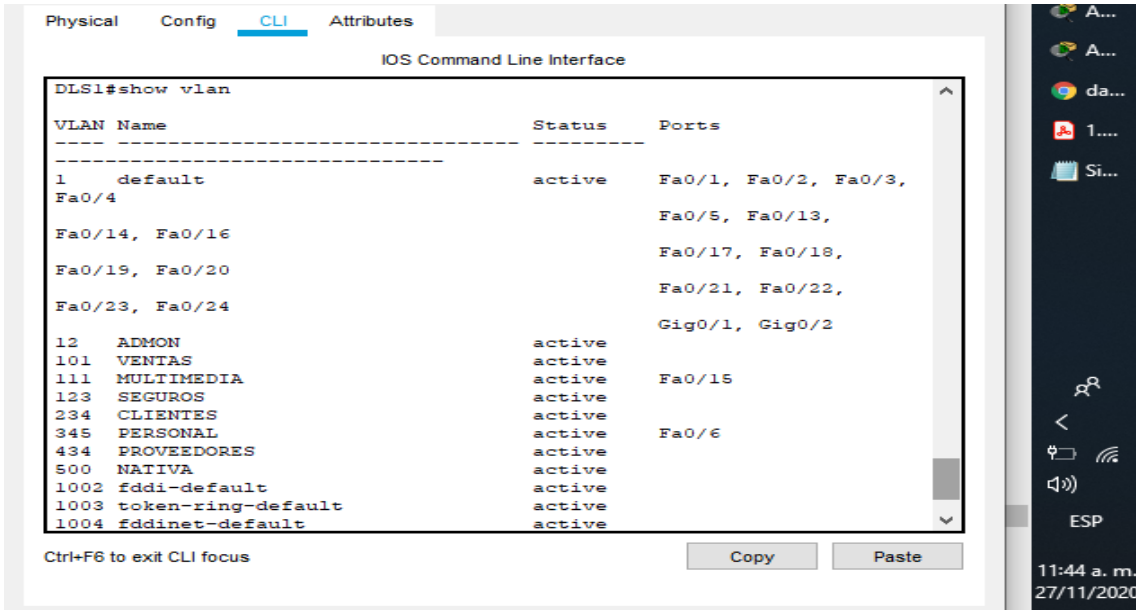 Physical Config CLI Attributes
IOS Command Line Interface
DLS1#show vlan
VLAN Name Status Ports
---- -------------------------------- ---------
-------------------------------
1 default active Fa0/1, Fa0/2, Fa0/3,
Fa0/4
Fa0/5, Fa0/13,
Fa0/14, Fa0/16
Fa0/17, Fa0/18,
Fa0/19, Fa0/20
Fa0/21, Fa0/22,
Fa0/23, Fa0/24
Gig0/1, Gig0/2
12 ADMON active
101 VENTAS active
111 MULTIMEDIA active Fa0/15
123 SEGUROS active
234 CLIENTES active
345 PERSONAL active Fa0/6
434 PROVEEDORES active
500 NATIVA active
1002 fddi-default active
1003 token-ring-default active
1004 fddinet-default active
Ctrl+F6 to exit CLI focus
Copy Paste
A...
A...
da...
1....
Si...
ESP
11:44 a. m.
27/11/2020